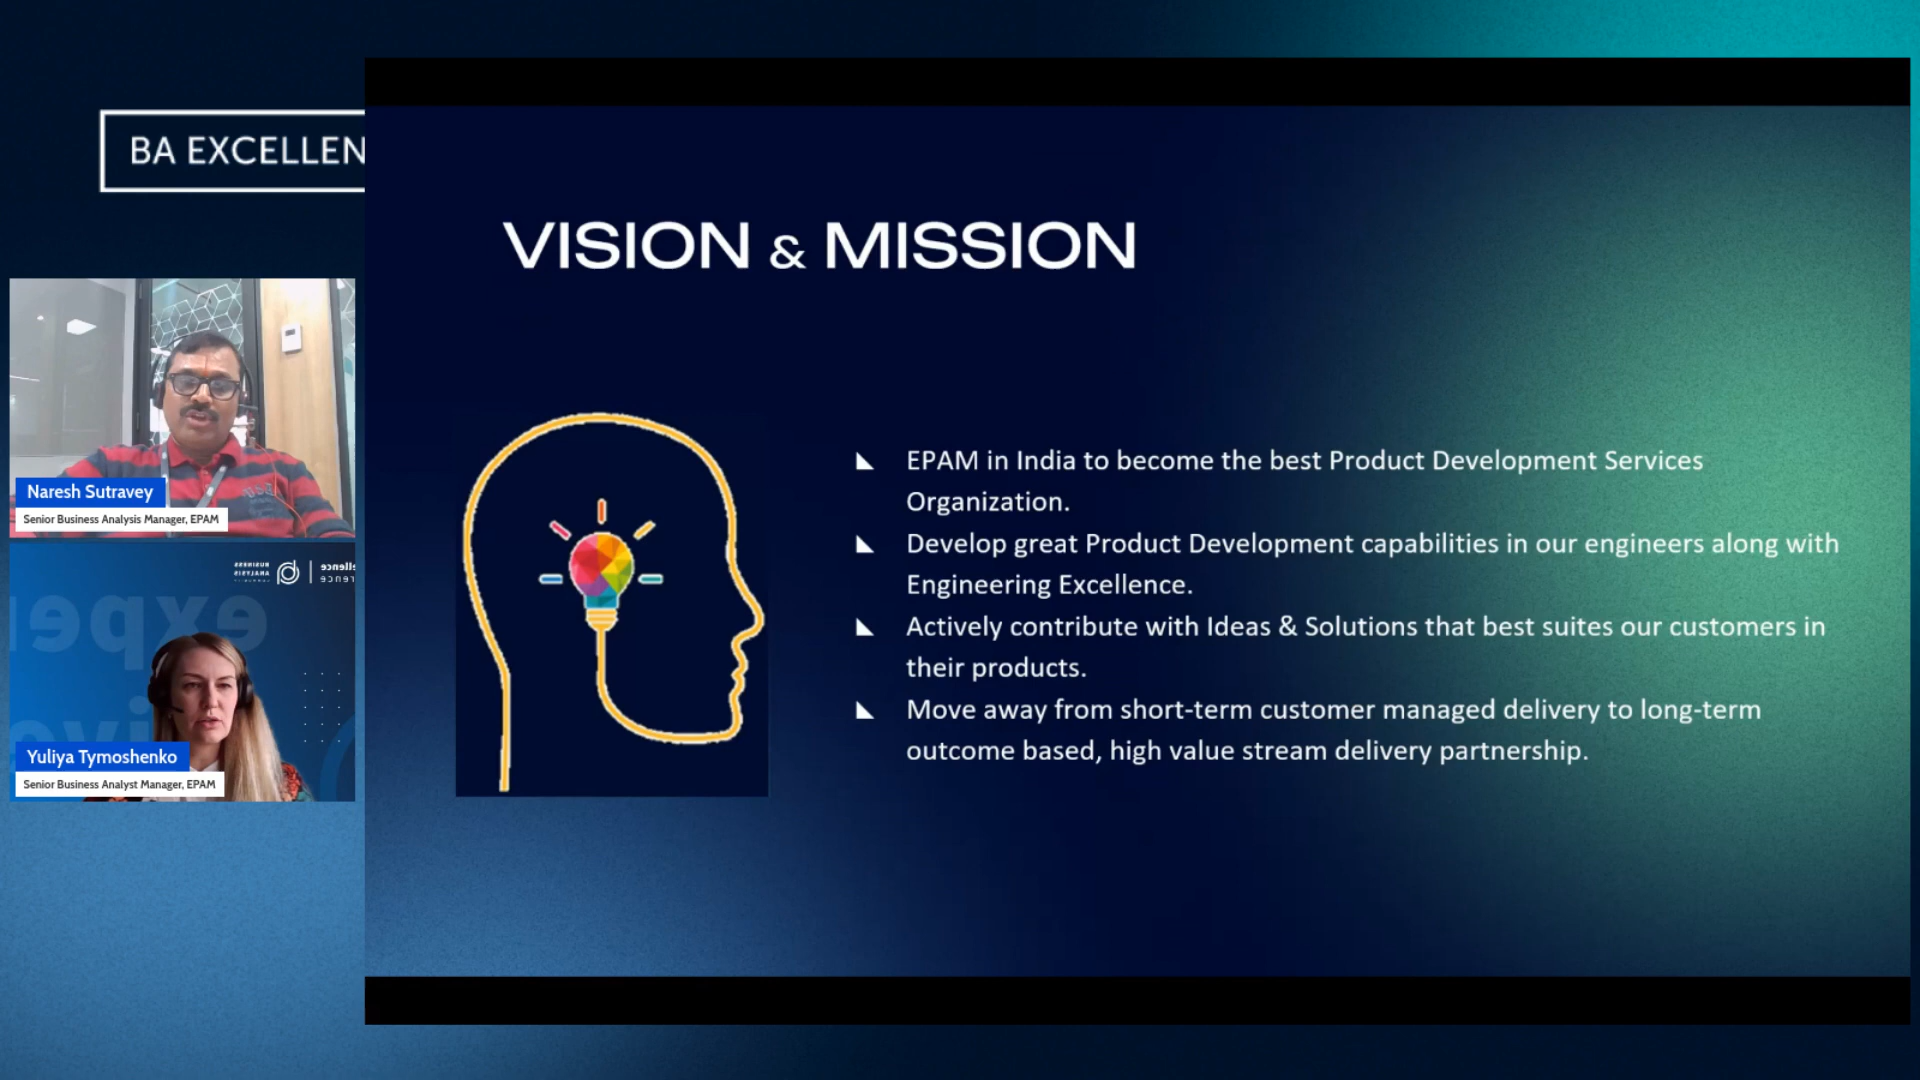 BA EXCELLEN
VISION & MISSION
EPAM in India to become the best Product Development Services
Organization.
Develop great Product Development capabilities in our engineers along with
Engineering Excellence.
Actively contribute with Ideas & Solutions that best suites our customers in
their products.
Move away from short-term customer managed delivery to long-term
outcome based, high value stream delivery partnership.
Naresh Sutravey
Senior Business Analysis Manager, EPAM
BUSINESS
ANALYSIS
exper
Yuliya Tymoshenko
Senior Business Analyst Manager, EPAM